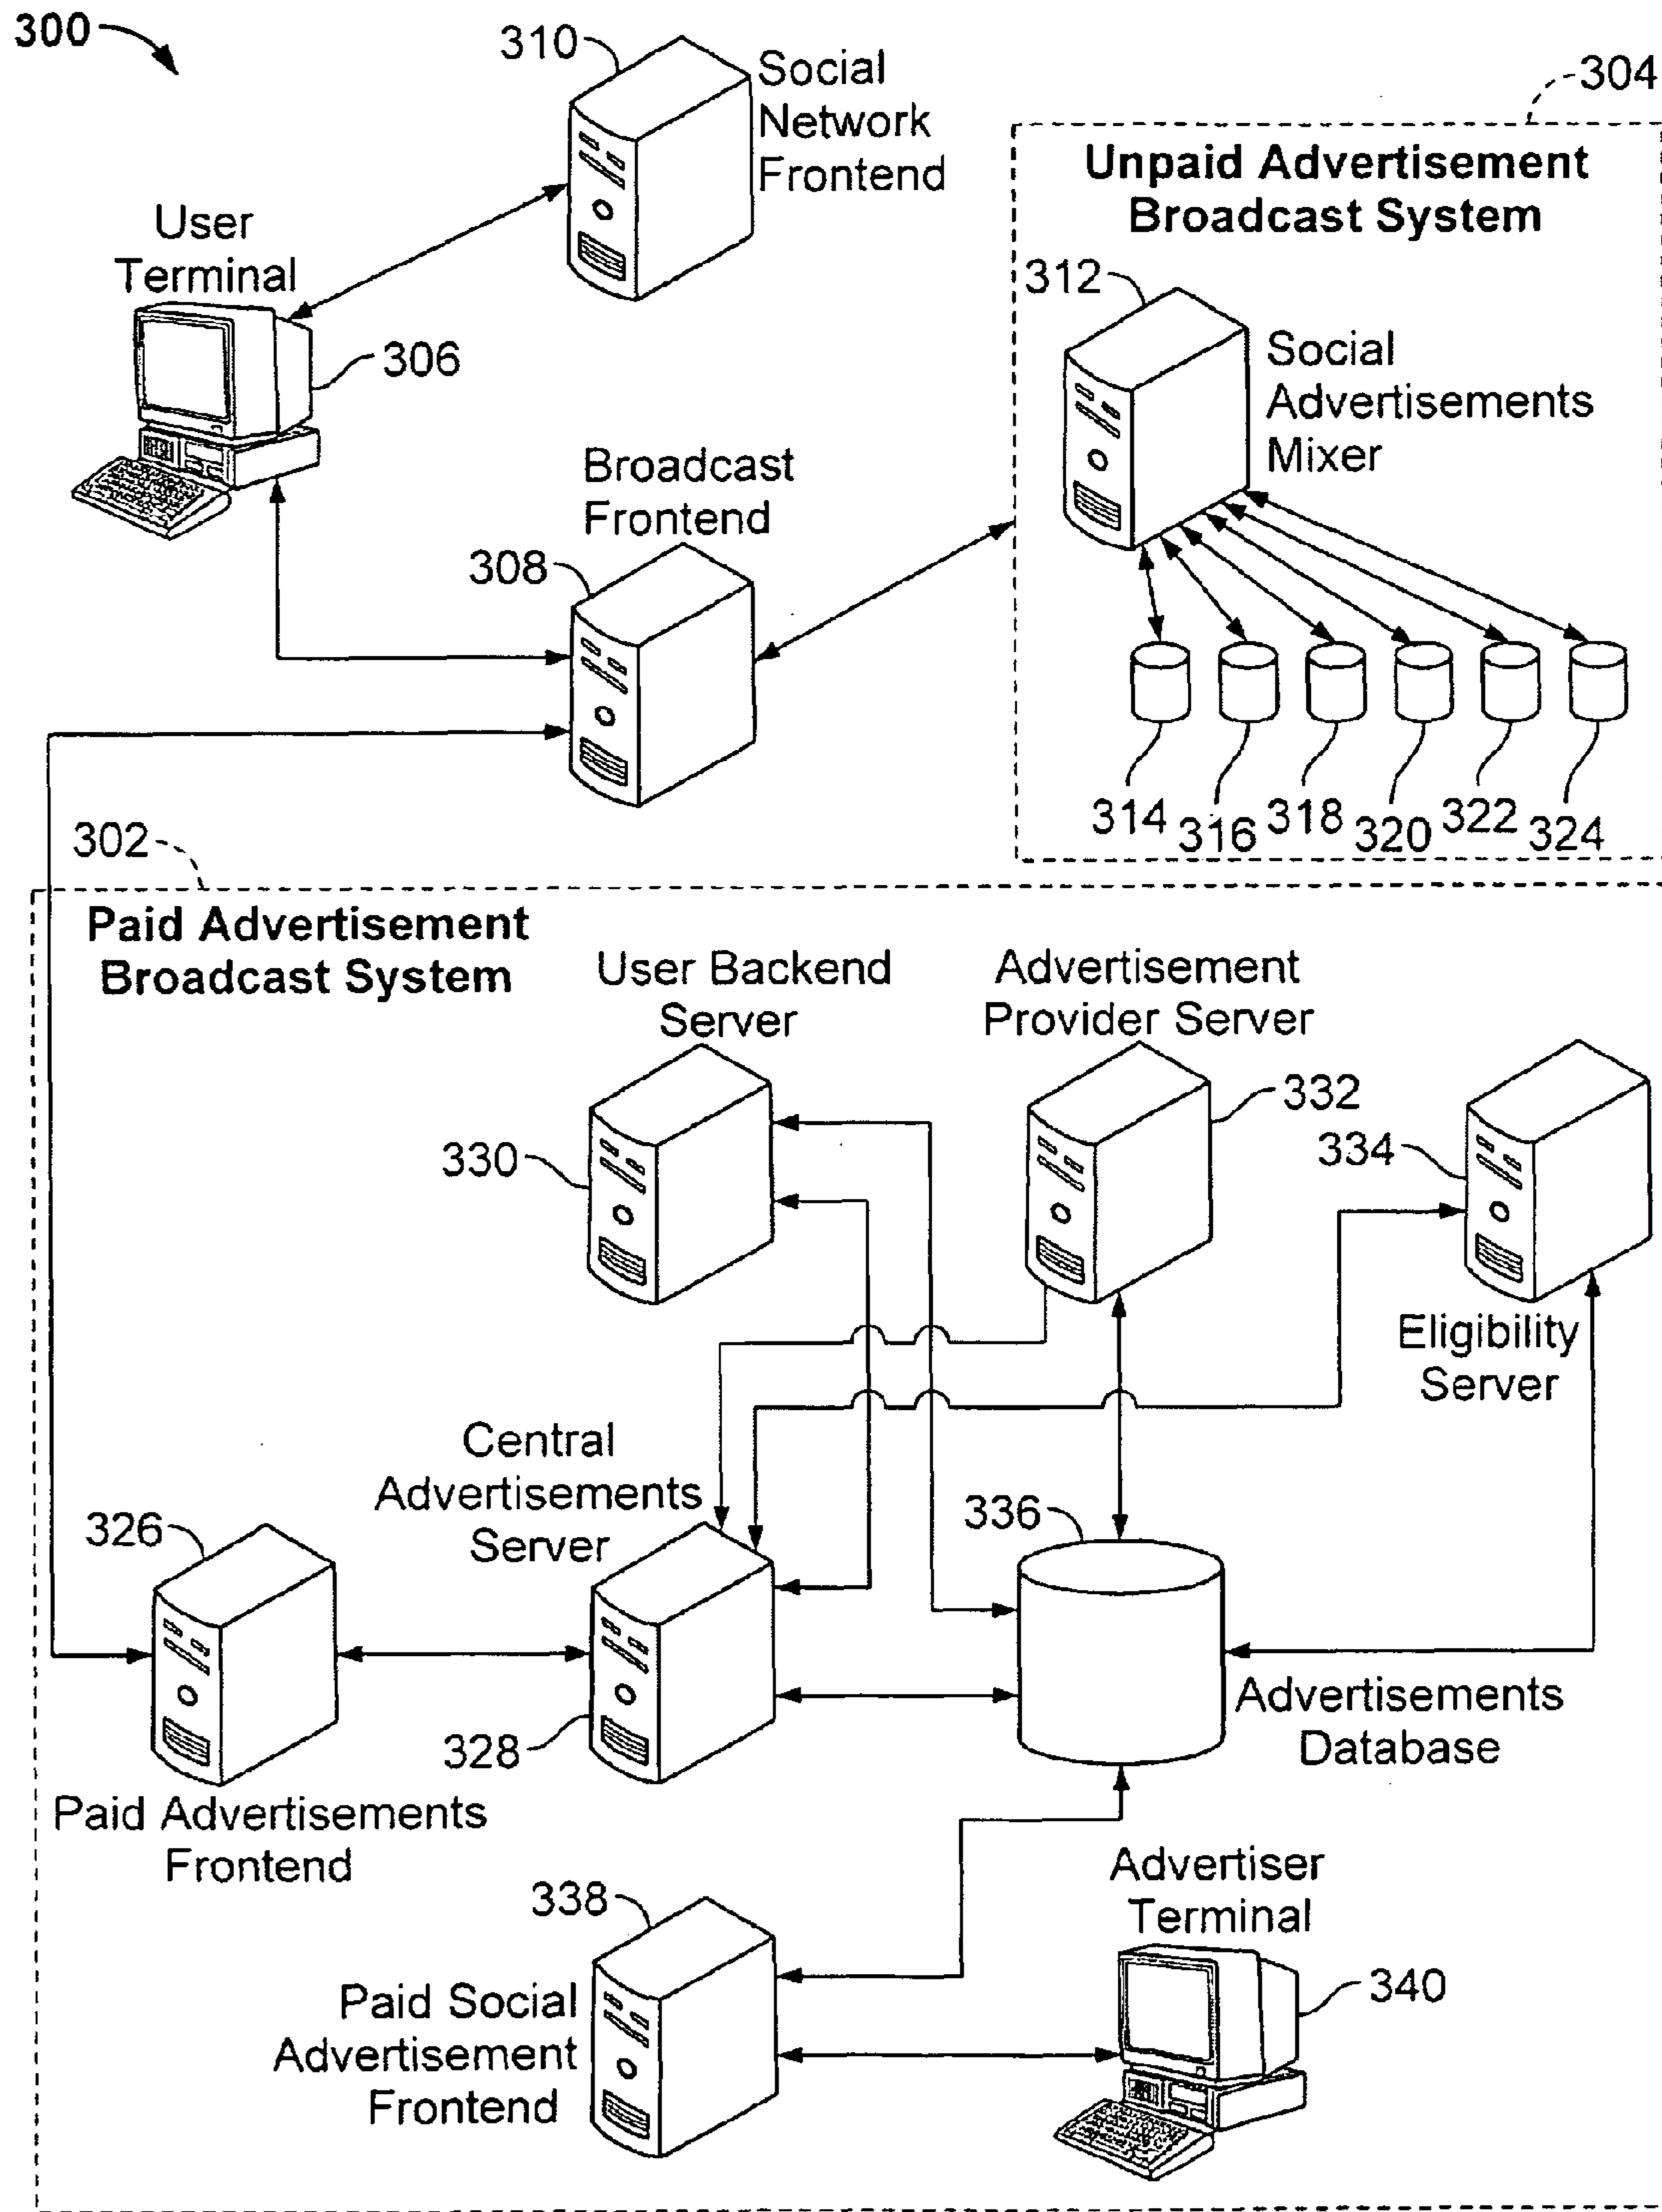 300
310
Social
Network
Frontend
304
Unpaid Advertisement
Broadcast System
User
Terminal
306
312
Social
Advertisements
Mixer
Broadcast
Frontend
308
314
316
318
320
322
324
302
Paid Advertisement
Broadcast System
User Backend
Server
Advertisement
Provider Server
330
332
334
Eligibility
Server
Central
Advertisements
Server
326
336
328
Advertisements
Database
Paid Advertisements
Frontend
338
Advertiser
Terminal
340
Paid Social
Advertisement
Frontend